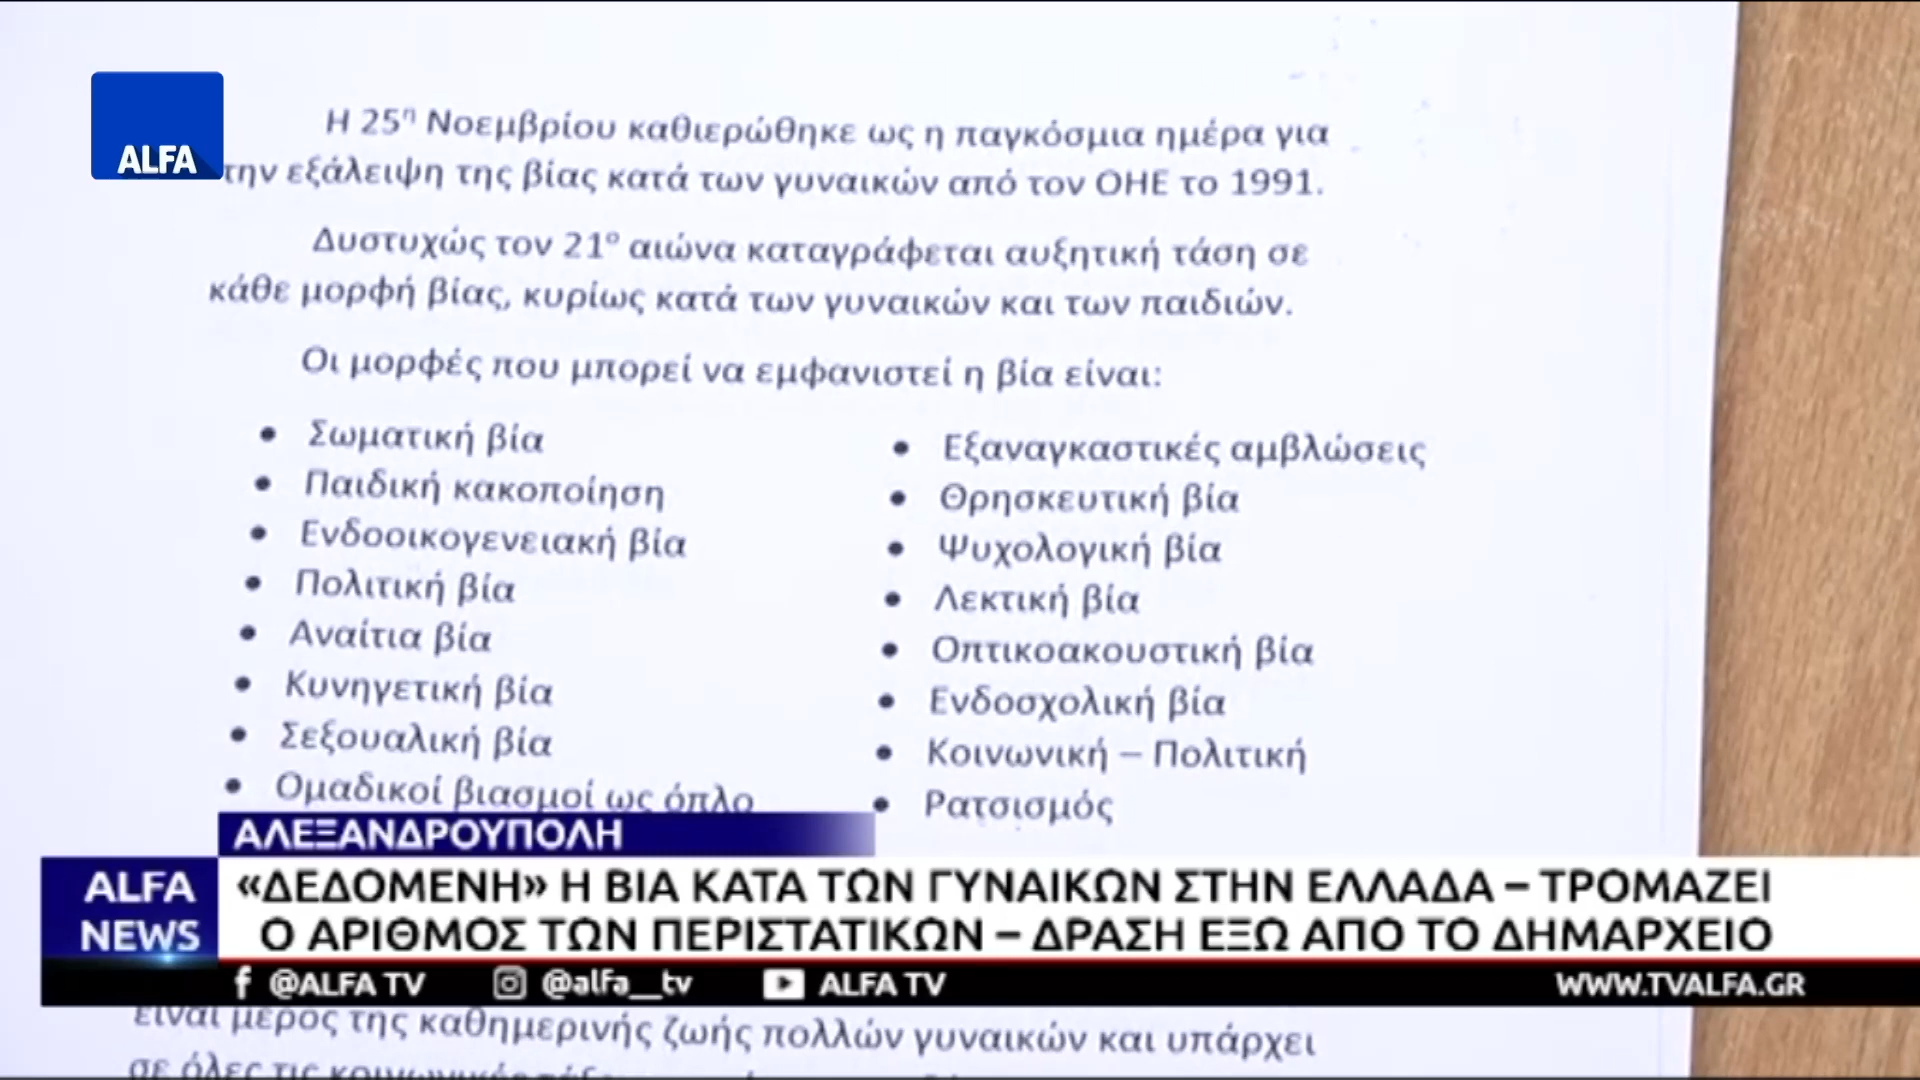 ALFA
Η 25η Νοεμβρίου καθιερώθηκε ως η παγκόσμια ημέρα για
την εξάλειψη της βίας κατά των γυναικών από τον ΟΗΕ το 1991.
Δυστυχώς τον 21ο αιώνα καταγράφεται αυξητική τάση σε
κάθε μορφή βίας, κυρίως κατά των γυναικών και των παιδιών.
Οι μορφές που μπορεί να εμφανιστεί η βία είναι:
• Σωματική βία
• Παιδική κακοποίηση
• Ενδοοικογενειακή βία
• Πολιτική βία
• Αναίτια βία
• Κυνηγετική βία
• Σεξουαλική βία
• Ομαδικοί βιασμοί ως όπλο
• Εξαναγκαστικές αμβλώσεις
• Θρησκευτική βία
• Ψυχολογική βία
• Λεκτική βία
• Οπτικοακουστική βία
• Ενδοσχολική βία
• Κοινωνική – Πολιτική
• Ρατσισμός
ΑΛΕΞΑΝΔΡΟΥΠΟΛΗ
ALFA
NEWS
«ΔΕΔΟΜΕΝΗ» Η ΒΙΑ ΚΑΤΑ ΤΩΝ ΓΥΝΑΙΚΩΝ ΣΤΗΝ ΕΛΛΑΔΑ – ΤΡΟΜΑΖΕΙ
Ο ΑΡΙΘΜΟΣ ΤΩΝ ΠΕΡΙΣΤΑΤΙΚΩΝ – ΔΡΑΣΗ ΕΞΩ ΑΠΟ ΤΟ ΔΗΜΑΡΧΕΙΟ
@ALFA TV @alfa__tv ALFA TV WWW.TVALFA.GR
είναι μέρος της καθημερινής ζωής πολλών γυναικών και υπάρχει
σε όλες τις